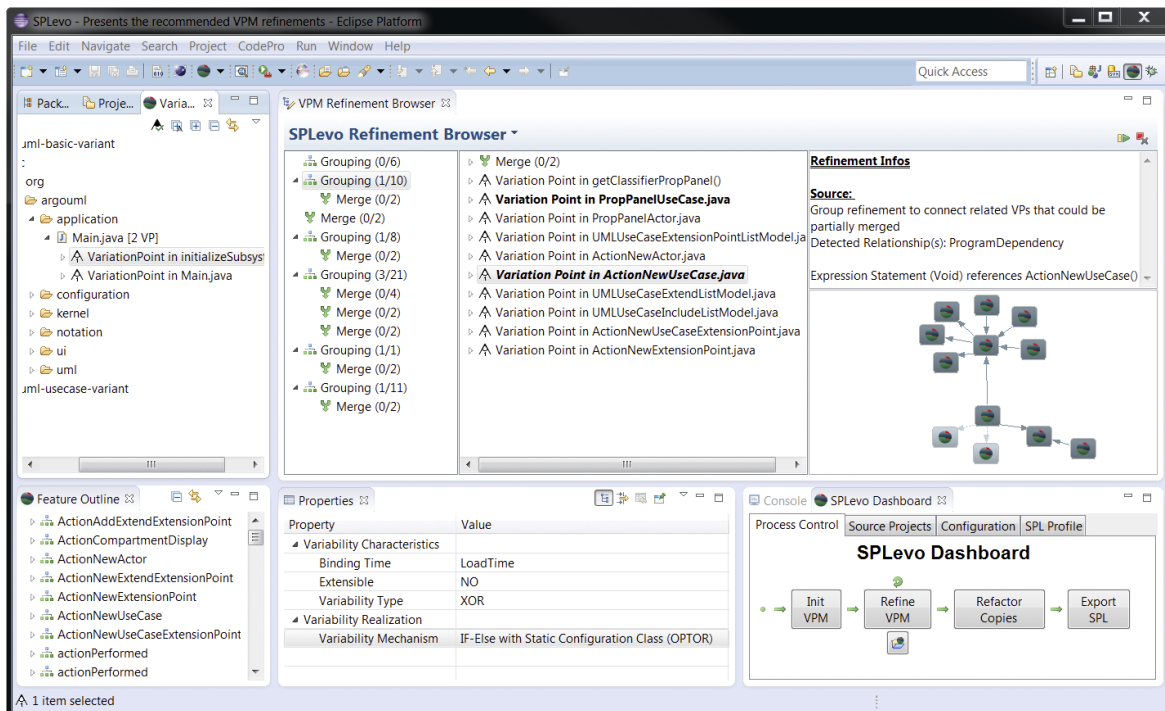 SPLevo - Presents the recommended VPM refinements - Eclipse Platform
File Edit Navigate Search Project CodePro Run Window Help
Quick Access
Pack... Proje... Varia...
uml-basic-variant
org
argouml
application
Main.java [2 VP]
VariationPoint in initializeSubsyst
VariationPoint in Main.java
configuration
kernel
notation
ui
uml
uml-usecase-variant
VPM Refinement Browser
SPLevo Refinement Browser
Grouping (0/6)
Grouping (1/10)
Merge (0/2)
Merge (0/2)
Grouping (1/8)
Merge (0/2)
Grouping (3/21)
Merge (0/4)
Merge (0/2)
Merge (0/2)
Grouping (1/1)
Merge (0/2)
Grouping (1/11)
Merge (0/2)
Merge (0/2)
Variation Point in getClassifierPropPanel()
Variation Point in PropPanelUseCase.java
Variation Point in PropPanelActor.java
Variation Point in UMLUseCaseExtensionPointListModel.ja
Variation Point in ActionNewActor.java
Variation Point in ActionNewUseCase.java
Variation Point in UMLUseCaseExtendListModel.java
Variation Point in UMLUseCaseIncludeListModel.java
Variation Point in ActionNewUseCaseExtensionPoint.java
Variation Point in ActionNewExtensionPoint.java
Refinement Infos
Source:
Group refinement to connect related VPs that could be
partially merged
Detected Relationship(s): ProgramDependency
Expression Statement (Void) references ActionNewUseCase()
Feature Outline
ActionAddExtendExtensionPoint
ActionCompartmentDisplay
ActionNewActor
ActionNewExtendExtensionPoint
ActionNewExtensionPoint
ActionNewUseCase
ActionNewUseCaseExtensionPoint
actionPerformed
actionPerformed
Properties
Property Value
Variability Characteristics
Binding Time LoadTime
Extensible NO
Variability Type XOR
Variability Realization
Variability Mechanism IF-Else with Static Configuration Class (OPTOR)
Console SPLevo Dashboard
Process Control Source Projects Configuration SPL Profile
SPLevo Dashboard
Init
VPM
Refine
VPM
Refactor
Copies
Export
SPL
1 item selected